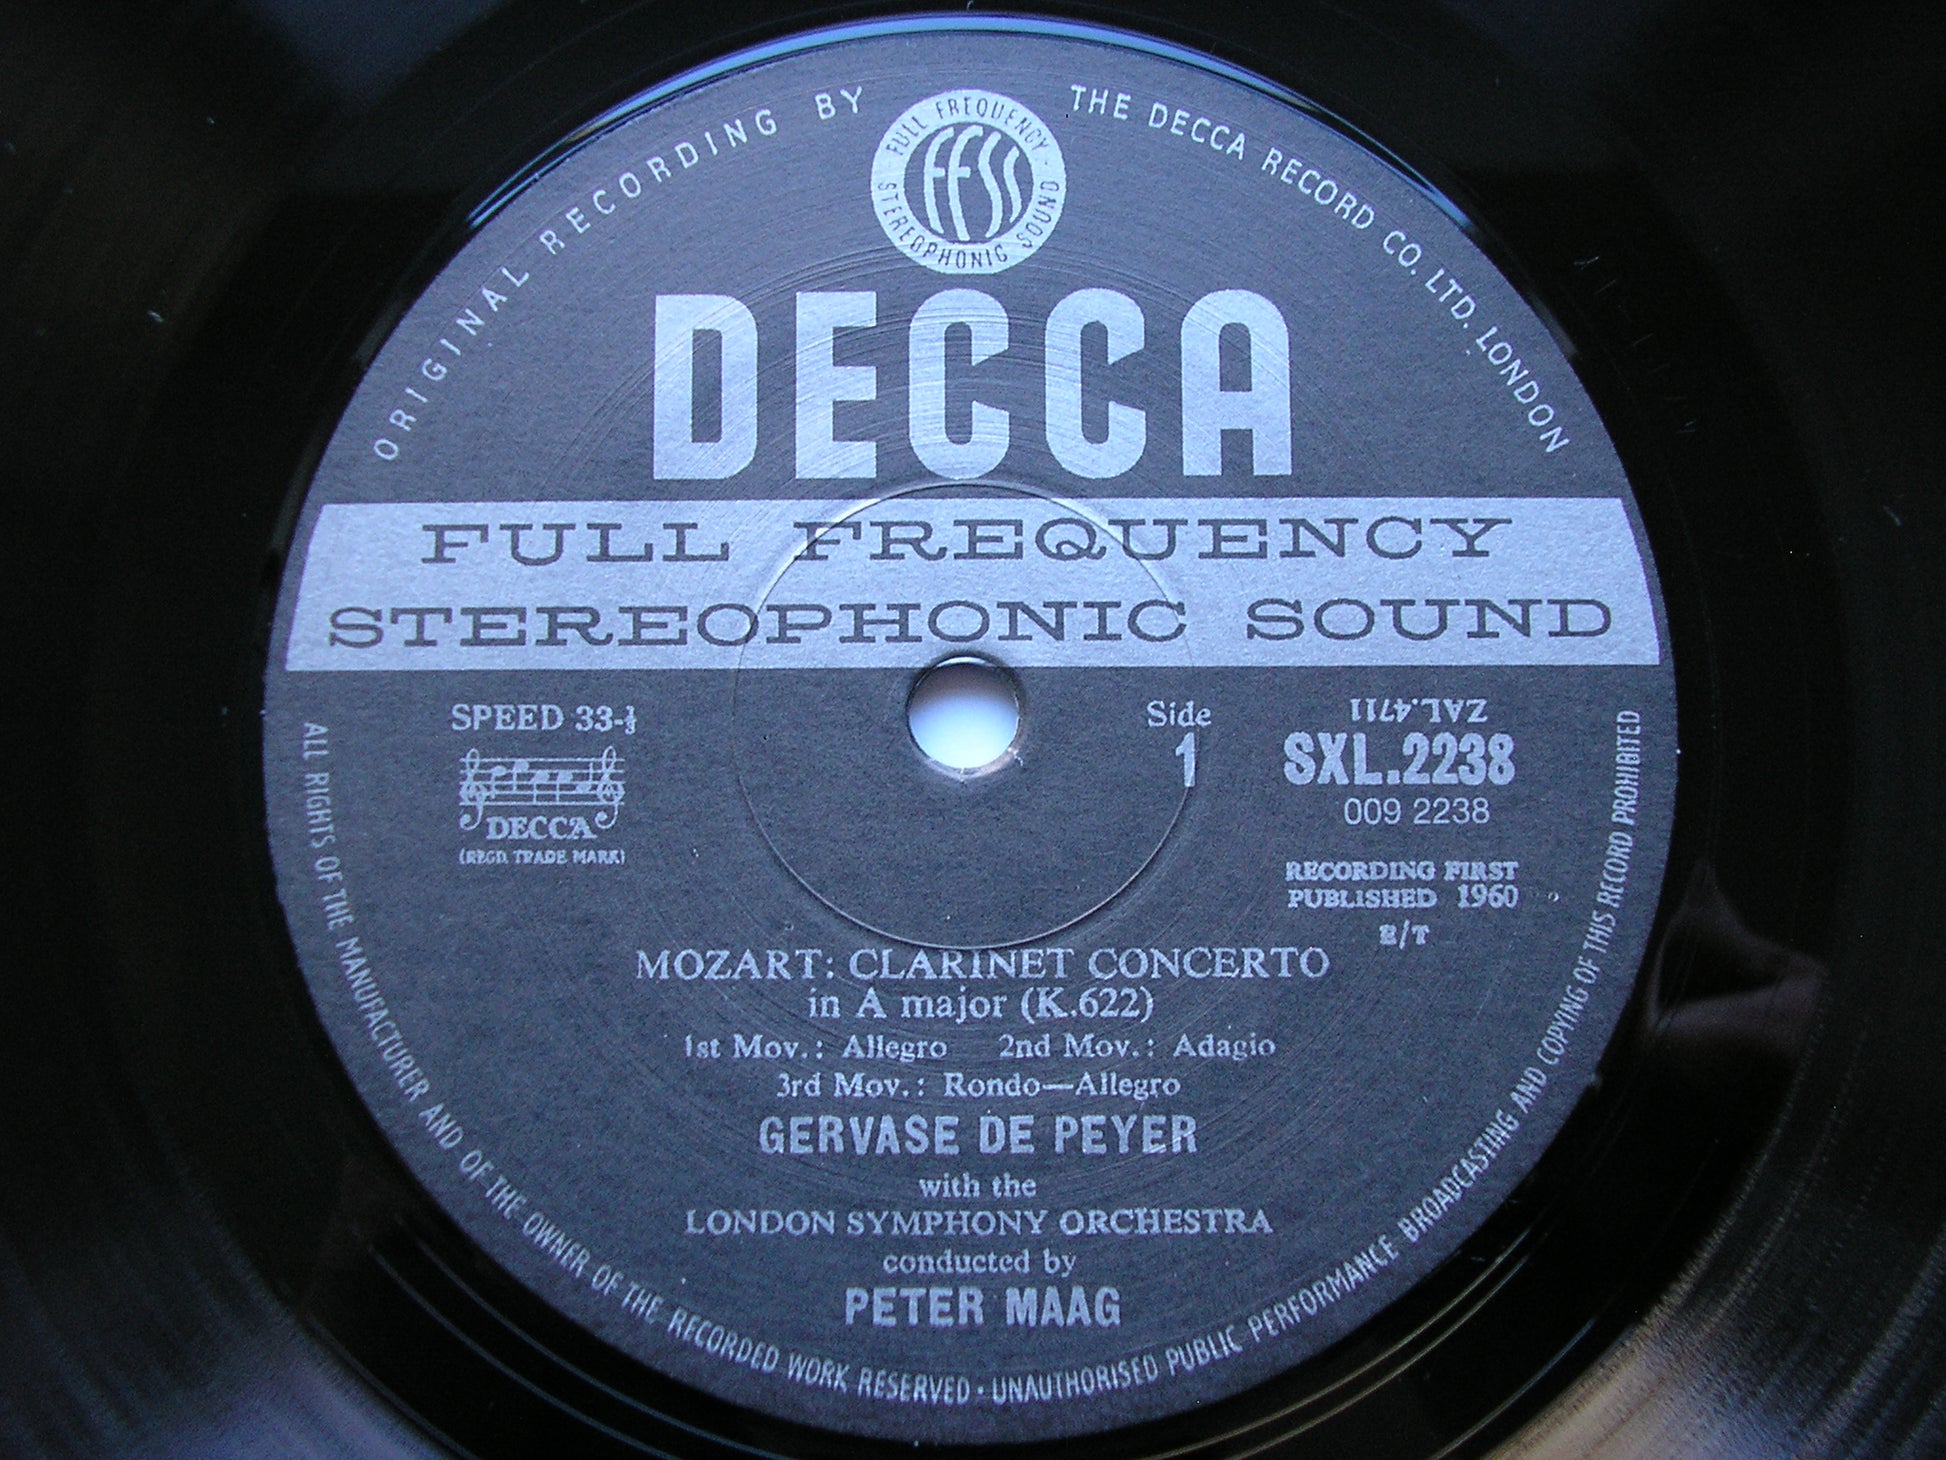 ORIGINAL RECORDING BY THE DECCA RECORD CO. LTD. LONDON
FULL FREQUENCY
FFSS
STEREOPHONIC SOUND
DECCA
FULL FREQUENCY
STEREOPHONIC SOUND
SPEED 33-⅓
DECCA
(REGD. TRADE MARK)
Side
1
ZAL.4711
SXL.2238
009 2238
RECORDING FIRST
PUBLISHED 1960
E/T
MOZART: CLARINET CONCERTO
in A major (K.622)
1st Mov.: Allegro 2nd Mov.: Adagio
3rd Mov.: Rondo—Allegro
GERVASE DE PEYER
with the
LONDON SYMPHONY ORCHESTRA
conducted by
PETER MAAG
ALL RIGHTS OF THE MANUFACTURER AND OF THE OWNER OF THE RECORDED WORK RESERVED · UNAUTHORISED PUBLIC PERFORMANCE BROADCASTING AND COPYING OF THIS RECORD PROHIBITED